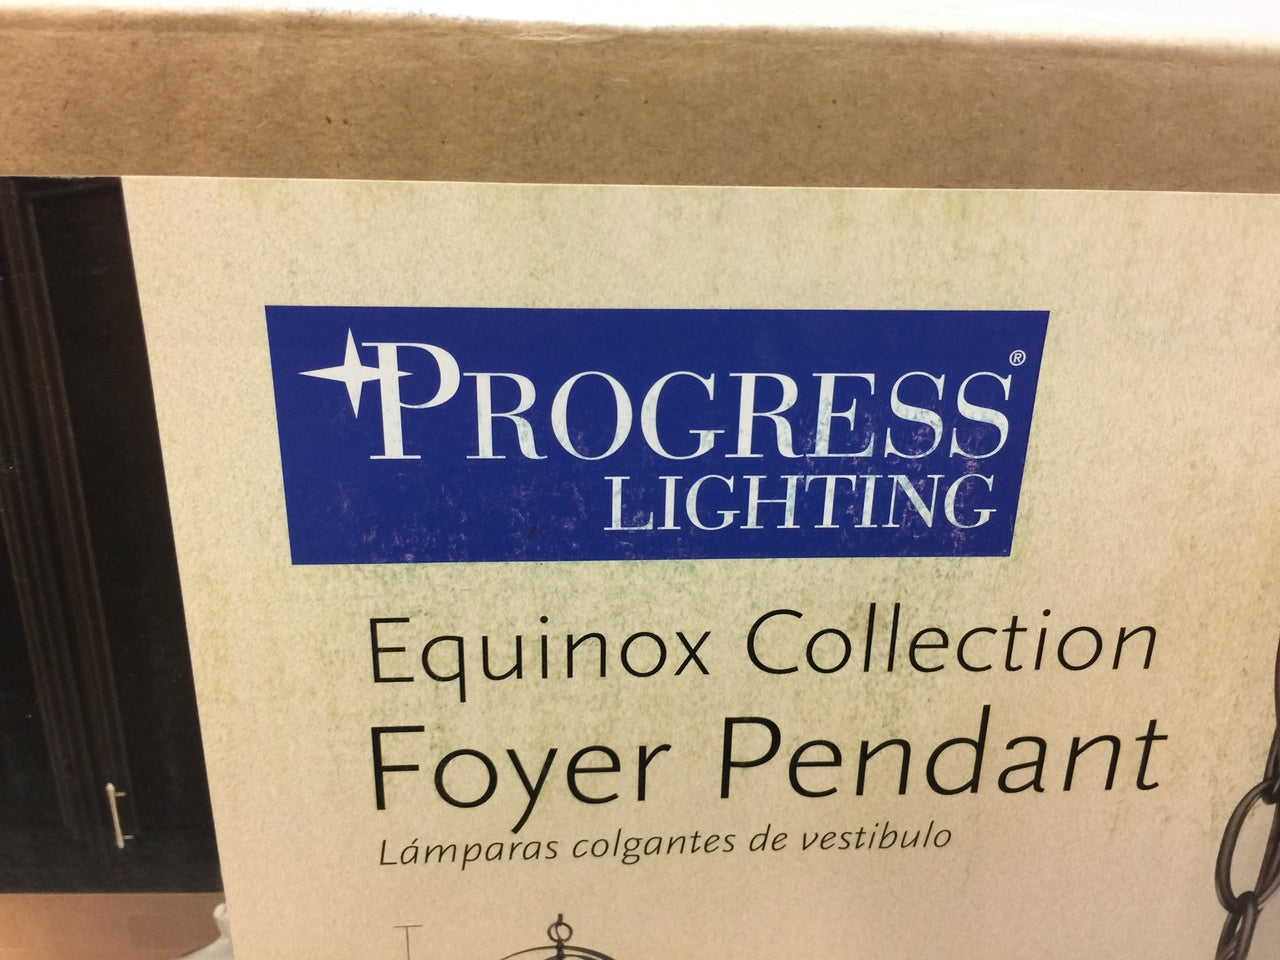 PROGRESS®
LIGHTING
Equinox Collection
Foyer Pendant
Lámparas colgantes de vestibulo